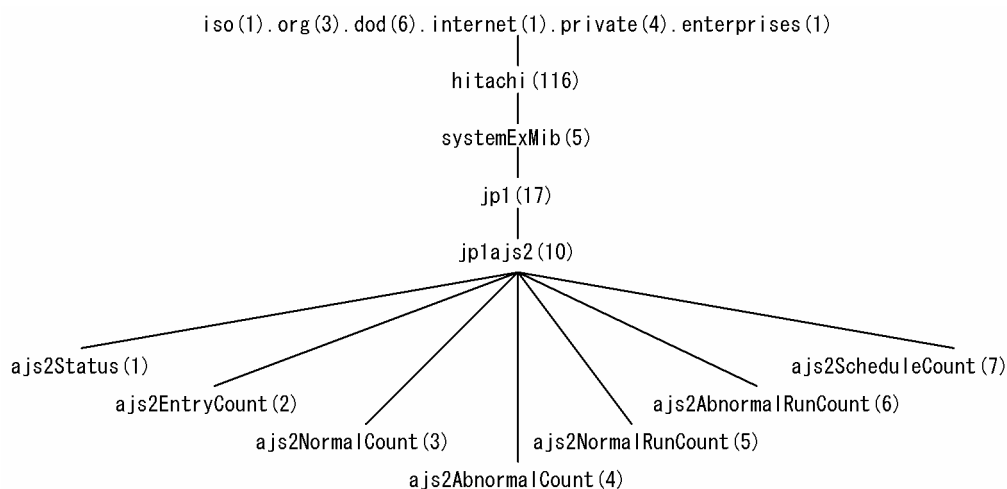 iso(1).org(3).dod(6).internet(1).private(4).enterprises(1)
hitachi(116)
systemExMib(5)
jp1(17)
jp1ajs2(10)
ajs2Status(1)
ajs2ScheduleCount(7)
ajs2EntryCount(2)
ajs2AbnormalRunCount(6)
ajs2NormalCount(3)
ajs2NormalRunCount(5)
ajs2AbnormalCount(4)